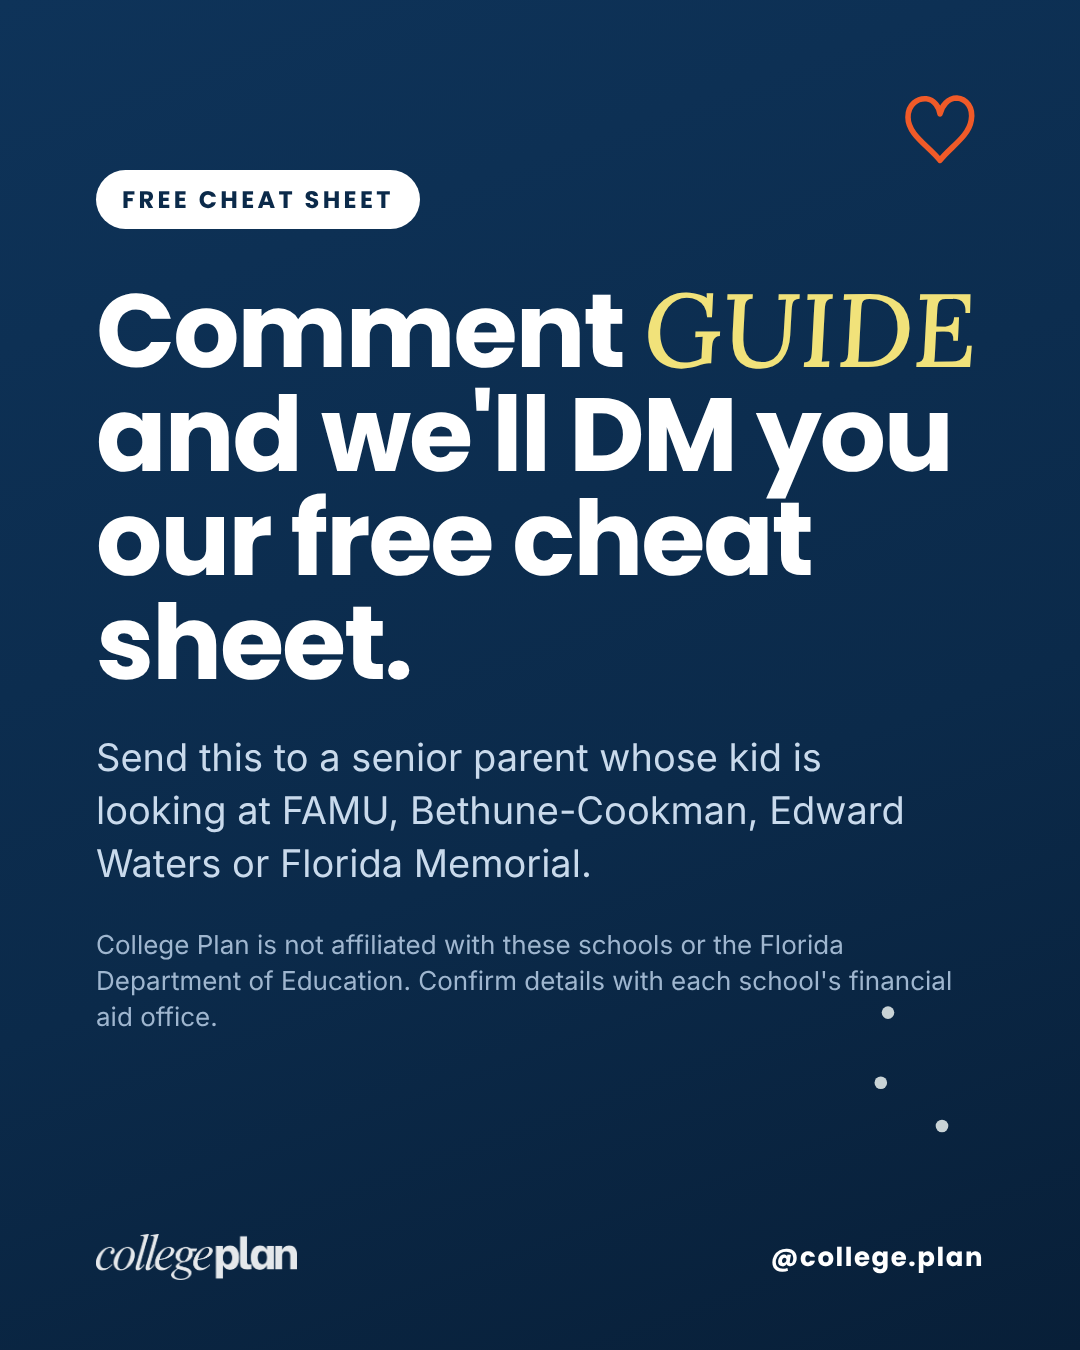 FREE CHEAT SHEET
Comment GUIDE
and we'll DM you
our free cheat
sheet.
Send this to a senior parent whose kid is
looking at FAMU, Bethune-Cookman, Edward
Waters or Florida Memorial.
College Plan is not affiliated with these schools or the Florida
Department of Education. Confirm details with each school's financial
aid office.
collegeplan
@college.plan